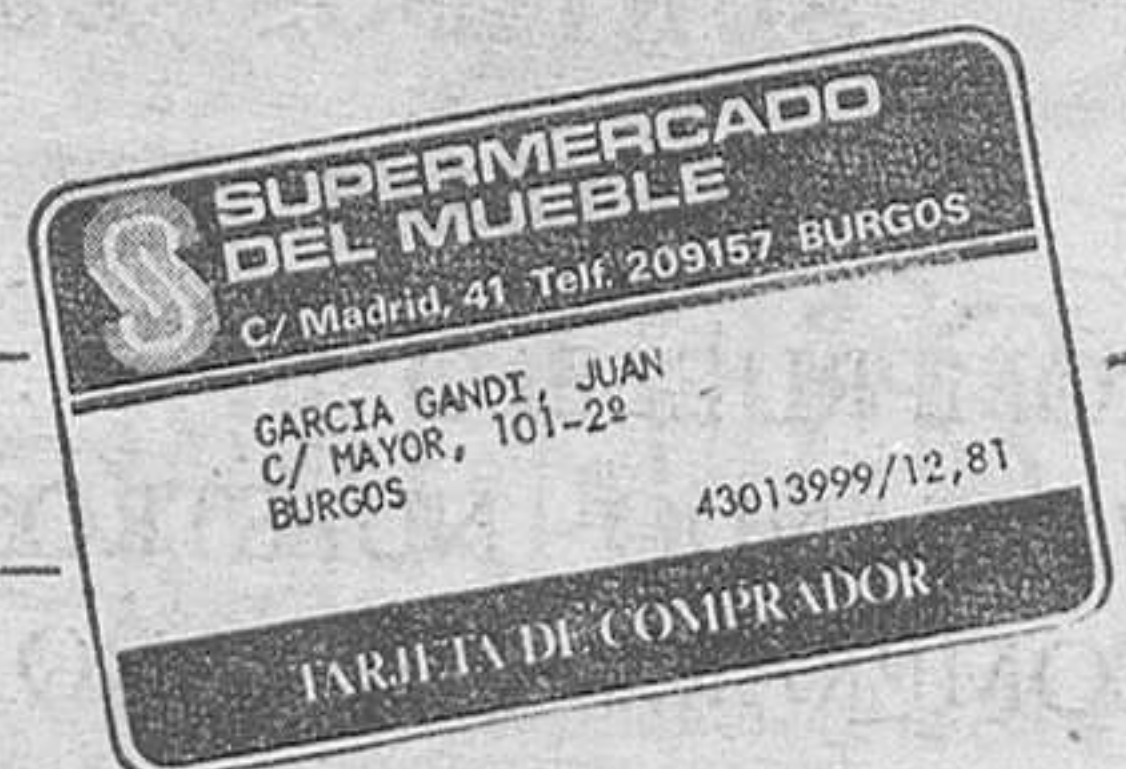 SUPERMERCADO
DEL MUEBLE
C/ Madrid, 41 Telf. 209157 BURGOS
GARCIA GANDI, JUAN
C/ MAYOR, 101-2º
BURGOS 43013999/12,81
TARJETA DE COMPRADOR